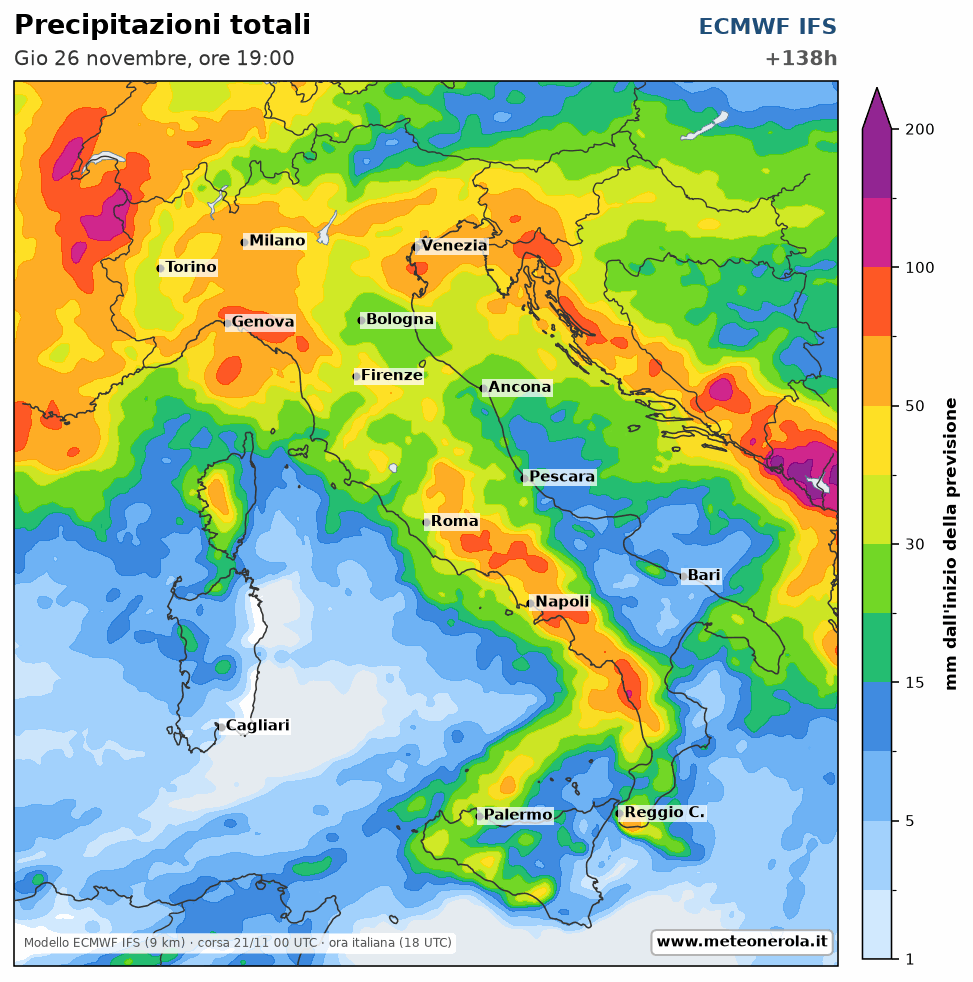 Precipitazioni totali
ECMWF IFS
Gio 26 novembre, ore 19:00
+138h
200
100
50
30
15
5
1
mm dall'inizio della previsione
Milano
Venezia
Torino
Genova
Bologna
Firenze
Ancona
Pescara
Roma
Bari
Napoli
Cagliari
Palermo
Reggio C.
Modello ECMWF IFS (9 km) · corsa 21/11 00 UTC · ora italiana (18 UTC)
www.meteonerola.it